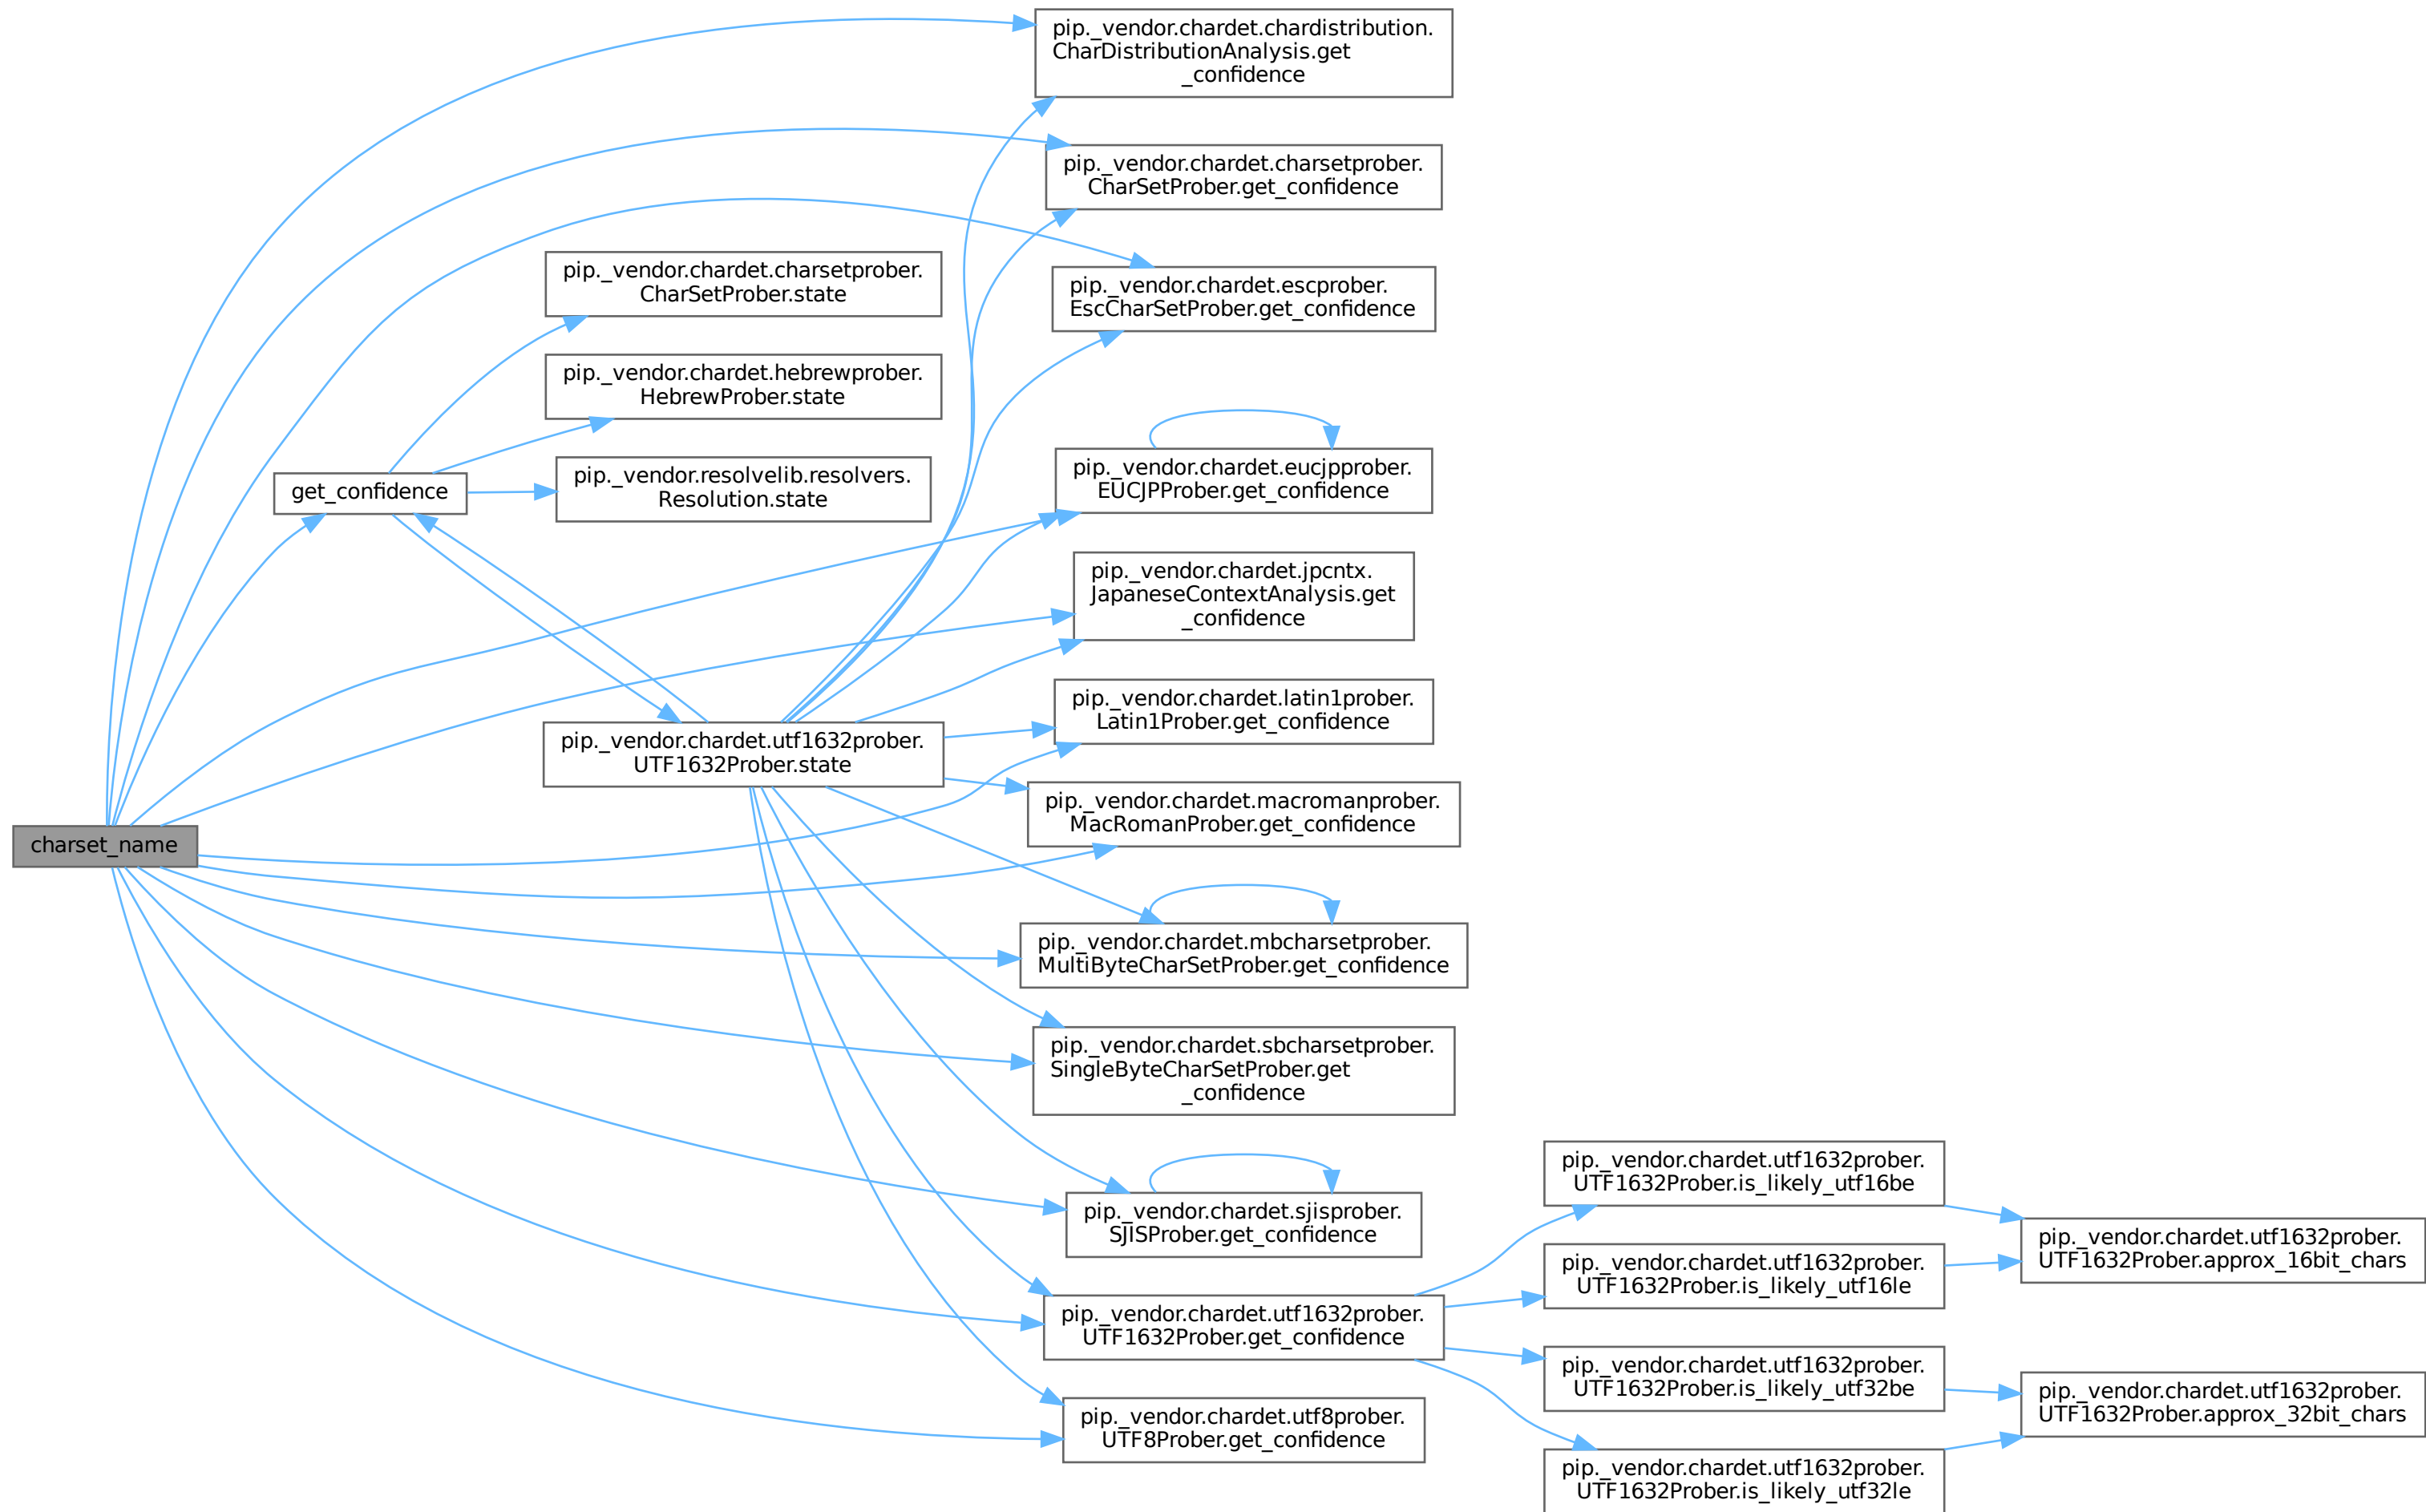 pip._vendor.chardet.chardistribution.
CharDistributionAnalysis.get
_confidence
pip._vendor.chardet.charsetprober.
CharSetProber.get_confidence
pip._vendor.chardet.charsetprober.
CharSetProber.state
pip._vendor.chardet.escprober.
EscCharSetProber.get_confidence
pip._vendor.chardet.hebrewprober.
HebrewProber.state
pip._vendor.chardet.eucjpprober.
EUCJPProber.get_confidence
get_confidence
pip._vendor.resolvelib.resolvers.
Resolution.state
pip._vendor.chardet.jpcntx.
JapaneseContextAnalysis.get
_confidence
pip._vendor.chardet.latin1prober.
Latin1Prober.get_confidence
pip._vendor.chardet.utf1632prober.
UTF1632Prober.state
pip._vendor.chardet.macromanprober.
MacRomanProber.get_confidence
charset_name
pip._vendor.chardet.mbcharsetprober.
MultiByteCharSetProber.get_confidence
pip._vendor.chardet.sbcharsetprober.
SingleByteCharSetProber.get
_confidence
pip._vendor.chardet.sjisprober.
SJISProber.get_confidence
pip._vendor.chardet.utf1632prober.
UTF1632Prober.is_likely_utf16be
pip._vendor.chardet.utf1632prober.
UTF1632Prober.approx_16bit_chars
pip._vendor.chardet.utf1632prober.
UTF1632Prober.is_likely_utf16le
pip._vendor.chardet.utf1632prober.
UTF1632Prober.get_confidence
pip._vendor.chardet.utf1632prober.
UTF1632Prober.is_likely_utf32be
pip._vendor.chardet.utf1632prober.
UTF1632Prober.approx_32bit_chars
pip._vendor.chardet.utf8prober.
UTF8Prober.get_confidence
pip._vendor.chardet.utf1632prober.
UTF1632Prober.is_likely_utf32le